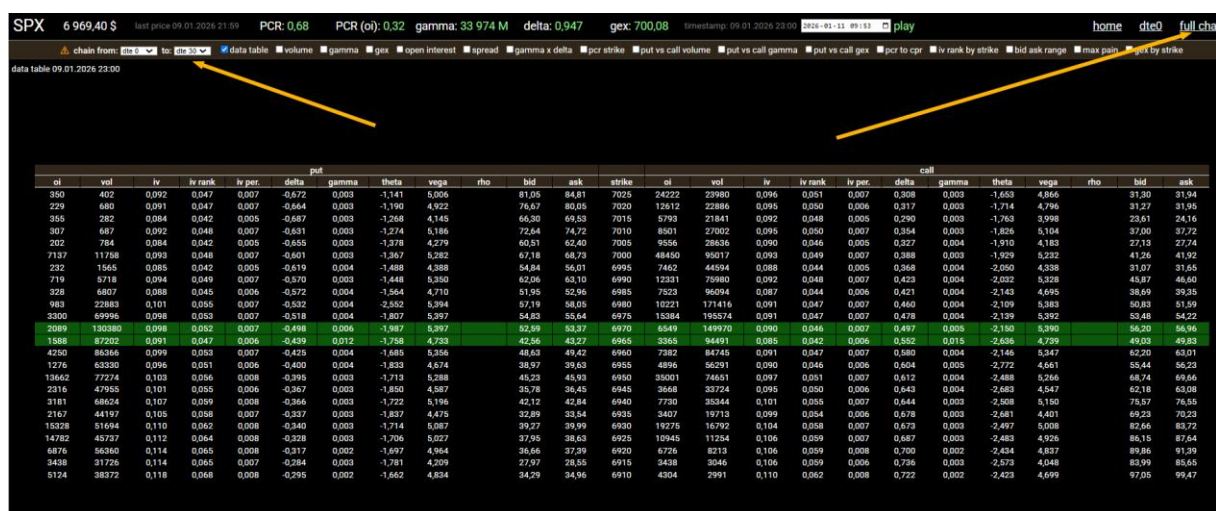 SPX 6 969,40 $ last price 09.01.2026 21:59 PCR: 0,68 PCR (oi): 0,32 gamma: 33 974 M delta: 0,947 gex: 700,08 timestamp: 09.01.2026 23:00 2026-01-11 09:53 play home dte0 full cha
chain from: dte 0 to: dte 30 data table volume gamma gex open interest spread gamma x delta pcr strike put vs call volume put vs call gamma put vs call gex pcr to cpr iv rank by strike bid ask range max pain gex by strike
data table 09.01.2026 23:00
put call
oi vol iv iv rank iv per. delta gamma theta vega rho bid ask strike oi vol iv iv rank iv per. delta gamma theta vega rho bid ask
350 402 0,092 0,047 0,007 -0,672 0,003 -1,141 5,006 81,05 84,81 7025 24222 23980 0,096 0,051 0,007 0,308 0,003 -1,653 4,866 31,30 31,94
229 680 0,091 0,047 0,007 -0,664 0,003 -1,190 4,922 76,67 80,05 7020 12612 22886 0,095 0,050 0,006 0,317 0,003 -1,714 4,796 31,27 31,95
355 282 0,084 0,042 0,005 -0,687 0,003 -1,268 4,145 66,30 69,53 7015 5793 21841 0,092 0,048 0,005 0,290 0,003 -1,763 3,998 23,61 24,16
307 687 0,092 0,048 0,007 -0,631 0,003 -1,274 5,186 72,64 74,72 7010 8501 27002 0,095 0,050 0,007 0,354 0,003 -1,826 5,104 37,00 37,72
202 784 0,084 0,042 0,005 -0,655 0,003 -1,378 4,279 60,51 62,40 7005 9556 28636 0,090 0,046 0,005 0,327 0,004 -1,910 4,183 27,13 27,74
7137 11758 0,093 0,048 0,007 -0,601 0,003 -1,367 5,282 67,18 68,73 7000 48450 95017 0,093 0,049 0,007 0,388 0,003 -1,929 5,232 41,26 41,92
232 1565 0,085 0,042 0,005 -0,619 0,004 -1,488 4,388 54,84 56,01 6995 7462 44594 0,088 0,044 0,005 0,368 0,004 -2,050 4,338 31,07 31,65
719 5718 0,094 0,049 0,007 -0,570 0,003 -1,448 5,350 62,06 63,10 6990 12331 75980 0,092 0,048 0,007 0,423 0,004 -2,032 5,328 45,87 46,60
328 6807 0,088 0,045 0,006 -0,572 0,004 -1,564 4,710 51,95 52,96 6985 7523 96094 0,087 0,044 0,006 0,421 0,004 -2,143 4,695 38,69 39,35
983 22883 0,101 0,055 0,007 -0,532 0,004 -2,552 5,394 57,19 58,05 6980 10221 171416 0,091 0,047 0,007 0,460 0,004 -2,109 5,383 50,83 51,59
3300 69996 0,098 0,053 0,007 -0,518 0,004 -1,807 5,397 54,83 55,64 6975 15384 195574 0,091 0,047 0,007 0,478 0,004 -2,139 5,392 53,48 54,22
2089 130380 0,098 0,052 0,007 -0,498 0,006 -1,987 5,397 52,59 53,37 6970 6549 149970 0,090 0,046 0,007 0,497 0,005 -2,150 5,390 56,20 56,96
1588 87202 0,091 0,047 0,006 -0,439 0,012 -1,758 4,733 42,56 43,27 6965 3365 94491 0,085 0,042 0,006 0,552 0,015 -2,636 4,739 49,03 49,83
4250 86366 0,099 0,053 0,007 -0,425 0,004 -1,685 5,356 48,63 49,42 6960 7382 84745 0,091 0,047 0,007 0,580 0,004 -2,146 5,347 62,20 63,01
1276 63330 0,096 0,051 0,006 -0,400 0,004 -1,833 4,674 38,97 39,63 6955 4896 56291 0,090 0,046 0,006 0,604 0,005 -2,772 4,661 55,44 56,23
13662 77274 0,103 0,056 0,008 -0,395 0,003 -1,713 5,288 45,23 45,93 6950 35001 74651 0,097 0,051 0,007 0,612 0,004 -2,488 5,266 68,74 69,66
2316 47955 0,101 0,055 0,006 -0,367 0,003 -1,850 4,587 35,78 36,45 6945 3668 33724 0,095 0,050 0,006 0,643 0,004 -2,683 4,547 62,18 63,08
3181 68624 0,107 0,059 0,008 -0,366 0,003 -1,722 5,196 42,12 42,84 6940 7730 35344 0,101 0,055 0,007 0,644 0,003 -2,508 5,150 75,57 76,55
2167 44197 0,105 0,058 0,007 -0,337 0,003 -1,837 4,475 32,89 33,54 6935 3407 19713 0,099 0,054 0,006 0,678 0,003 -2,681 4,401 69,23 70,23
15328 51694 0,110 0,062 0,008 -0,340 0,003 -1,714 5,087 39,27 39,99 6930 19275 16792 0,104 0,058 0,007 0,673 0,003 -2,497 5,008 82,66 83,72
14782 45737 0,112 0,064 0,008 -0,328 0,003 -1,706 5,027 37,95 38,63 6925 10945 11254 0,106 0,059 0,007 0,687 0,003 -2,483 4,926 86,15 87,64
6876 56360 0,114 0,065 0,008 -0,317 0,002 -1,697 4,964 36,66 37,39 6920 6726 8213 0,106 0,059 0,008 0,700 0,002 -2,434 4,837 89,86 91,39
3438 31726 0,114 0,065 0,007 -0,284 0,003 -1,781 4,209 27,97 28,55 6915 3438 3046 0,106 0,059 0,006 0,736 0,003 -2,573 4,048 83,99 85,65
5124 38372 0,118 0,068 0,008 -0,295 0,002 -1,662 4,834 34,29 34,96 6910 4304 2991 0,110 0,062 0,008 0,722 0,002 -2,423 4,699 97,05 99,47